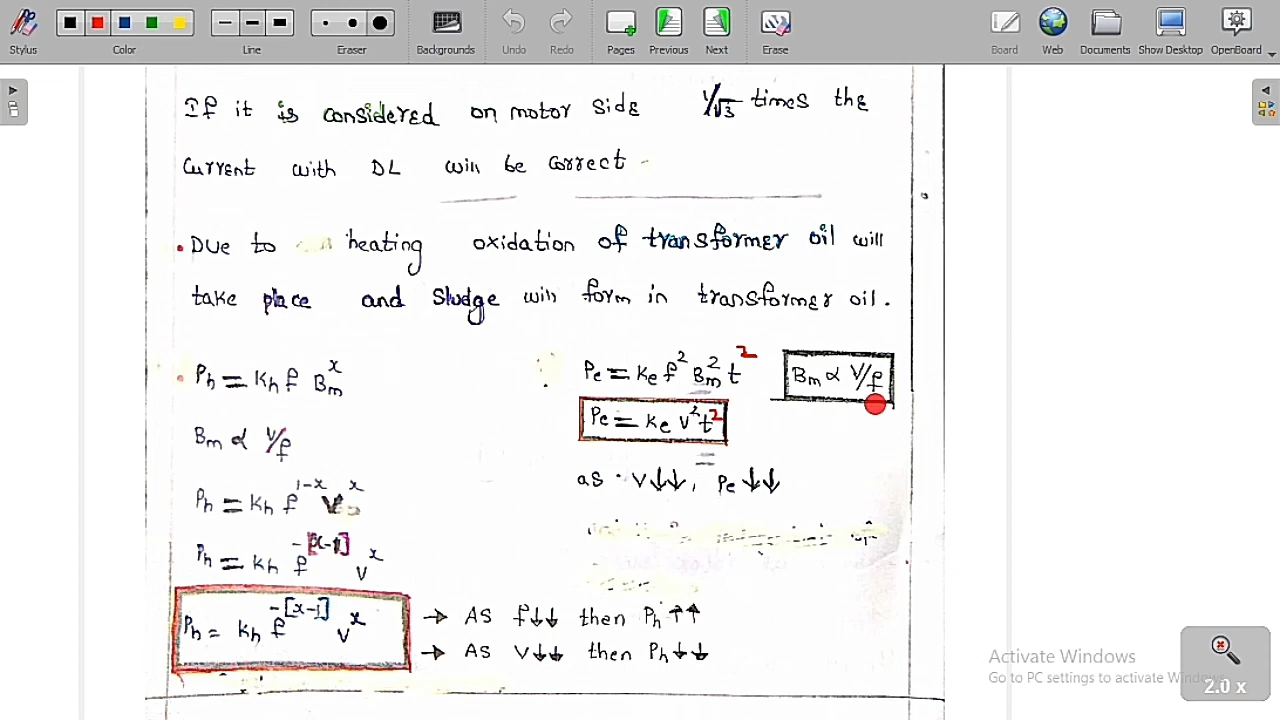 Stylus Color Line Eraser Backgrounds Undo Redo Pages Previous Next Erase Board Web Documents Show Desktop OpenBoard
If it is considered on motor side 1/√3 times the
current with DL will be correct
• Due to heating oxidation of transformer oil will
take place and sludge will form in transformer oil.
• Ph = kh f Bm^x
Bm ∝ V/f
Ph = kh f^1-x V^x
Ph = kh f^-[x-1] V^x
Ph = kh f^-[x-1] V^x
→ As f↓↓ then Ph ↑↑
→ As V↓↓ then Ph ↓↓
Pe = ke f^2 Bm^2 t^2
Bm ∝ V/f
Pe = ke V^2 t^2
as V↓↓, Pe ↓↓
Activate Windows
Go to PC settings to activate Windows.
2.0 x